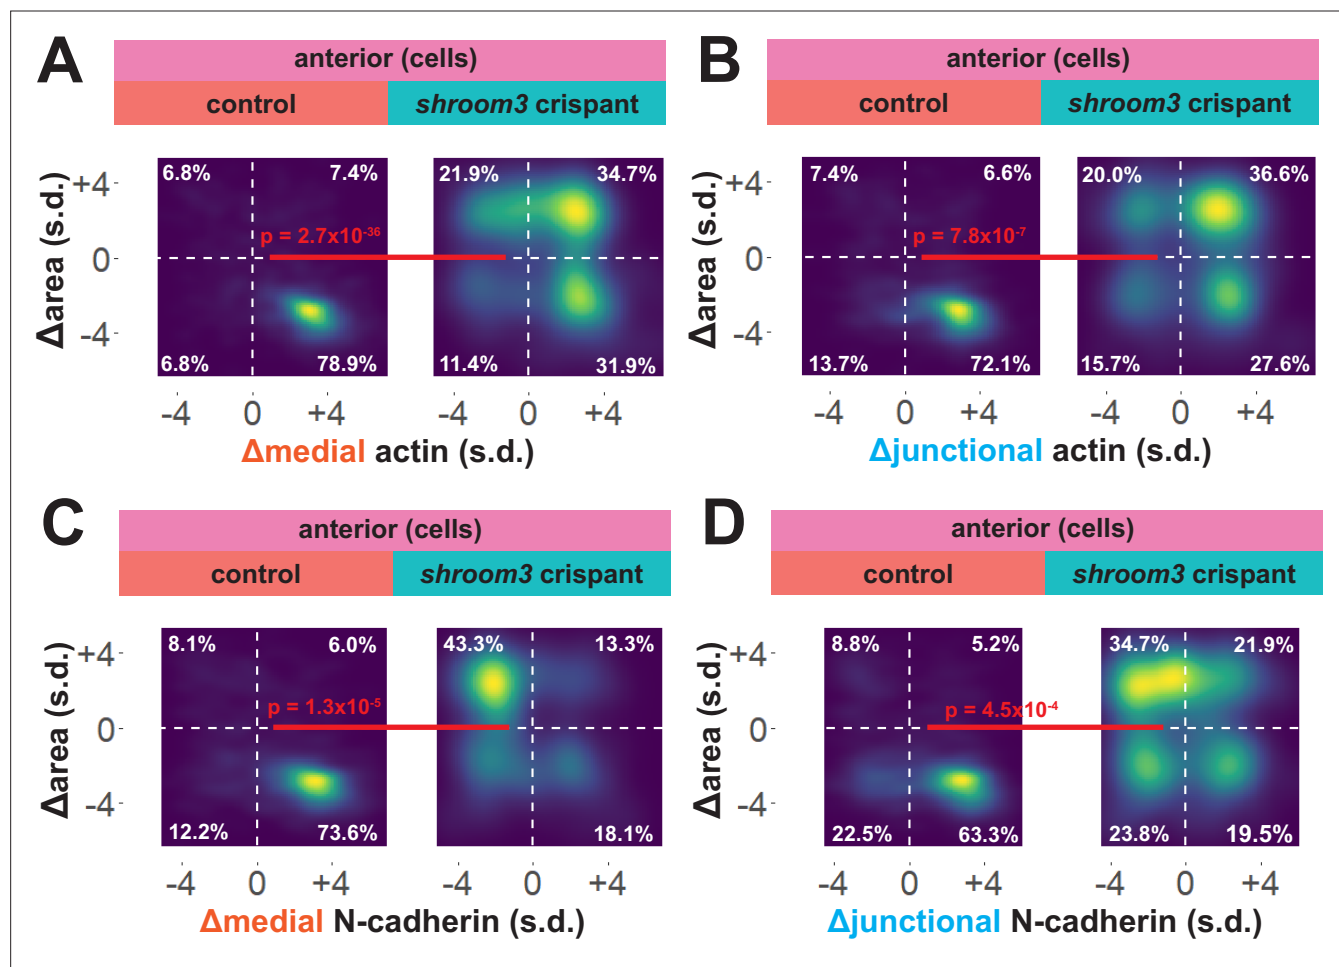 A
anterior (cells)
control
shroom3 crispant
Δarea (s.d.)
+4
0
-4
6.8%
7.4%
6.8%
78.9%
21.9%
34.7%
11.4%
31.9%
p = 2.7x10-36
-4
0
+4
-4
0
+4
Δmedial actin (s.d.)
B
anterior (cells)
control
shroom3 crispant
Δarea (s.d.)
+4
0
-4
7.4%
6.6%
13.7%
72.1%
20.0%
36.6%
15.7%
27.6%
p = 7.8x10-7
-4
0
+4
-4
0
+4
Δjunctional actin (s.d.)
C
anterior (cells)
control
shroom3 crispant
Δarea (s.d.)
+4
0
-4
8.1%
6.0%
12.2%
73.6%
43.3%
13.3%
18.1%
p = 1.3x10-5
-4
0
+4
-4
0
+4
Δmedial N-cadherin (s.d.)
D
anterior (cells)
control
shroom3 crispant
Δarea (s.d.)
+4
0
-4
8.8%
5.2%
22.5%
63.3%
34.7%
21.9%
23.8%
19.5%
p = 4.5x10-4
-4
0
+4
-4
0
+4
Δjunctional N-cadherin (s.d.)